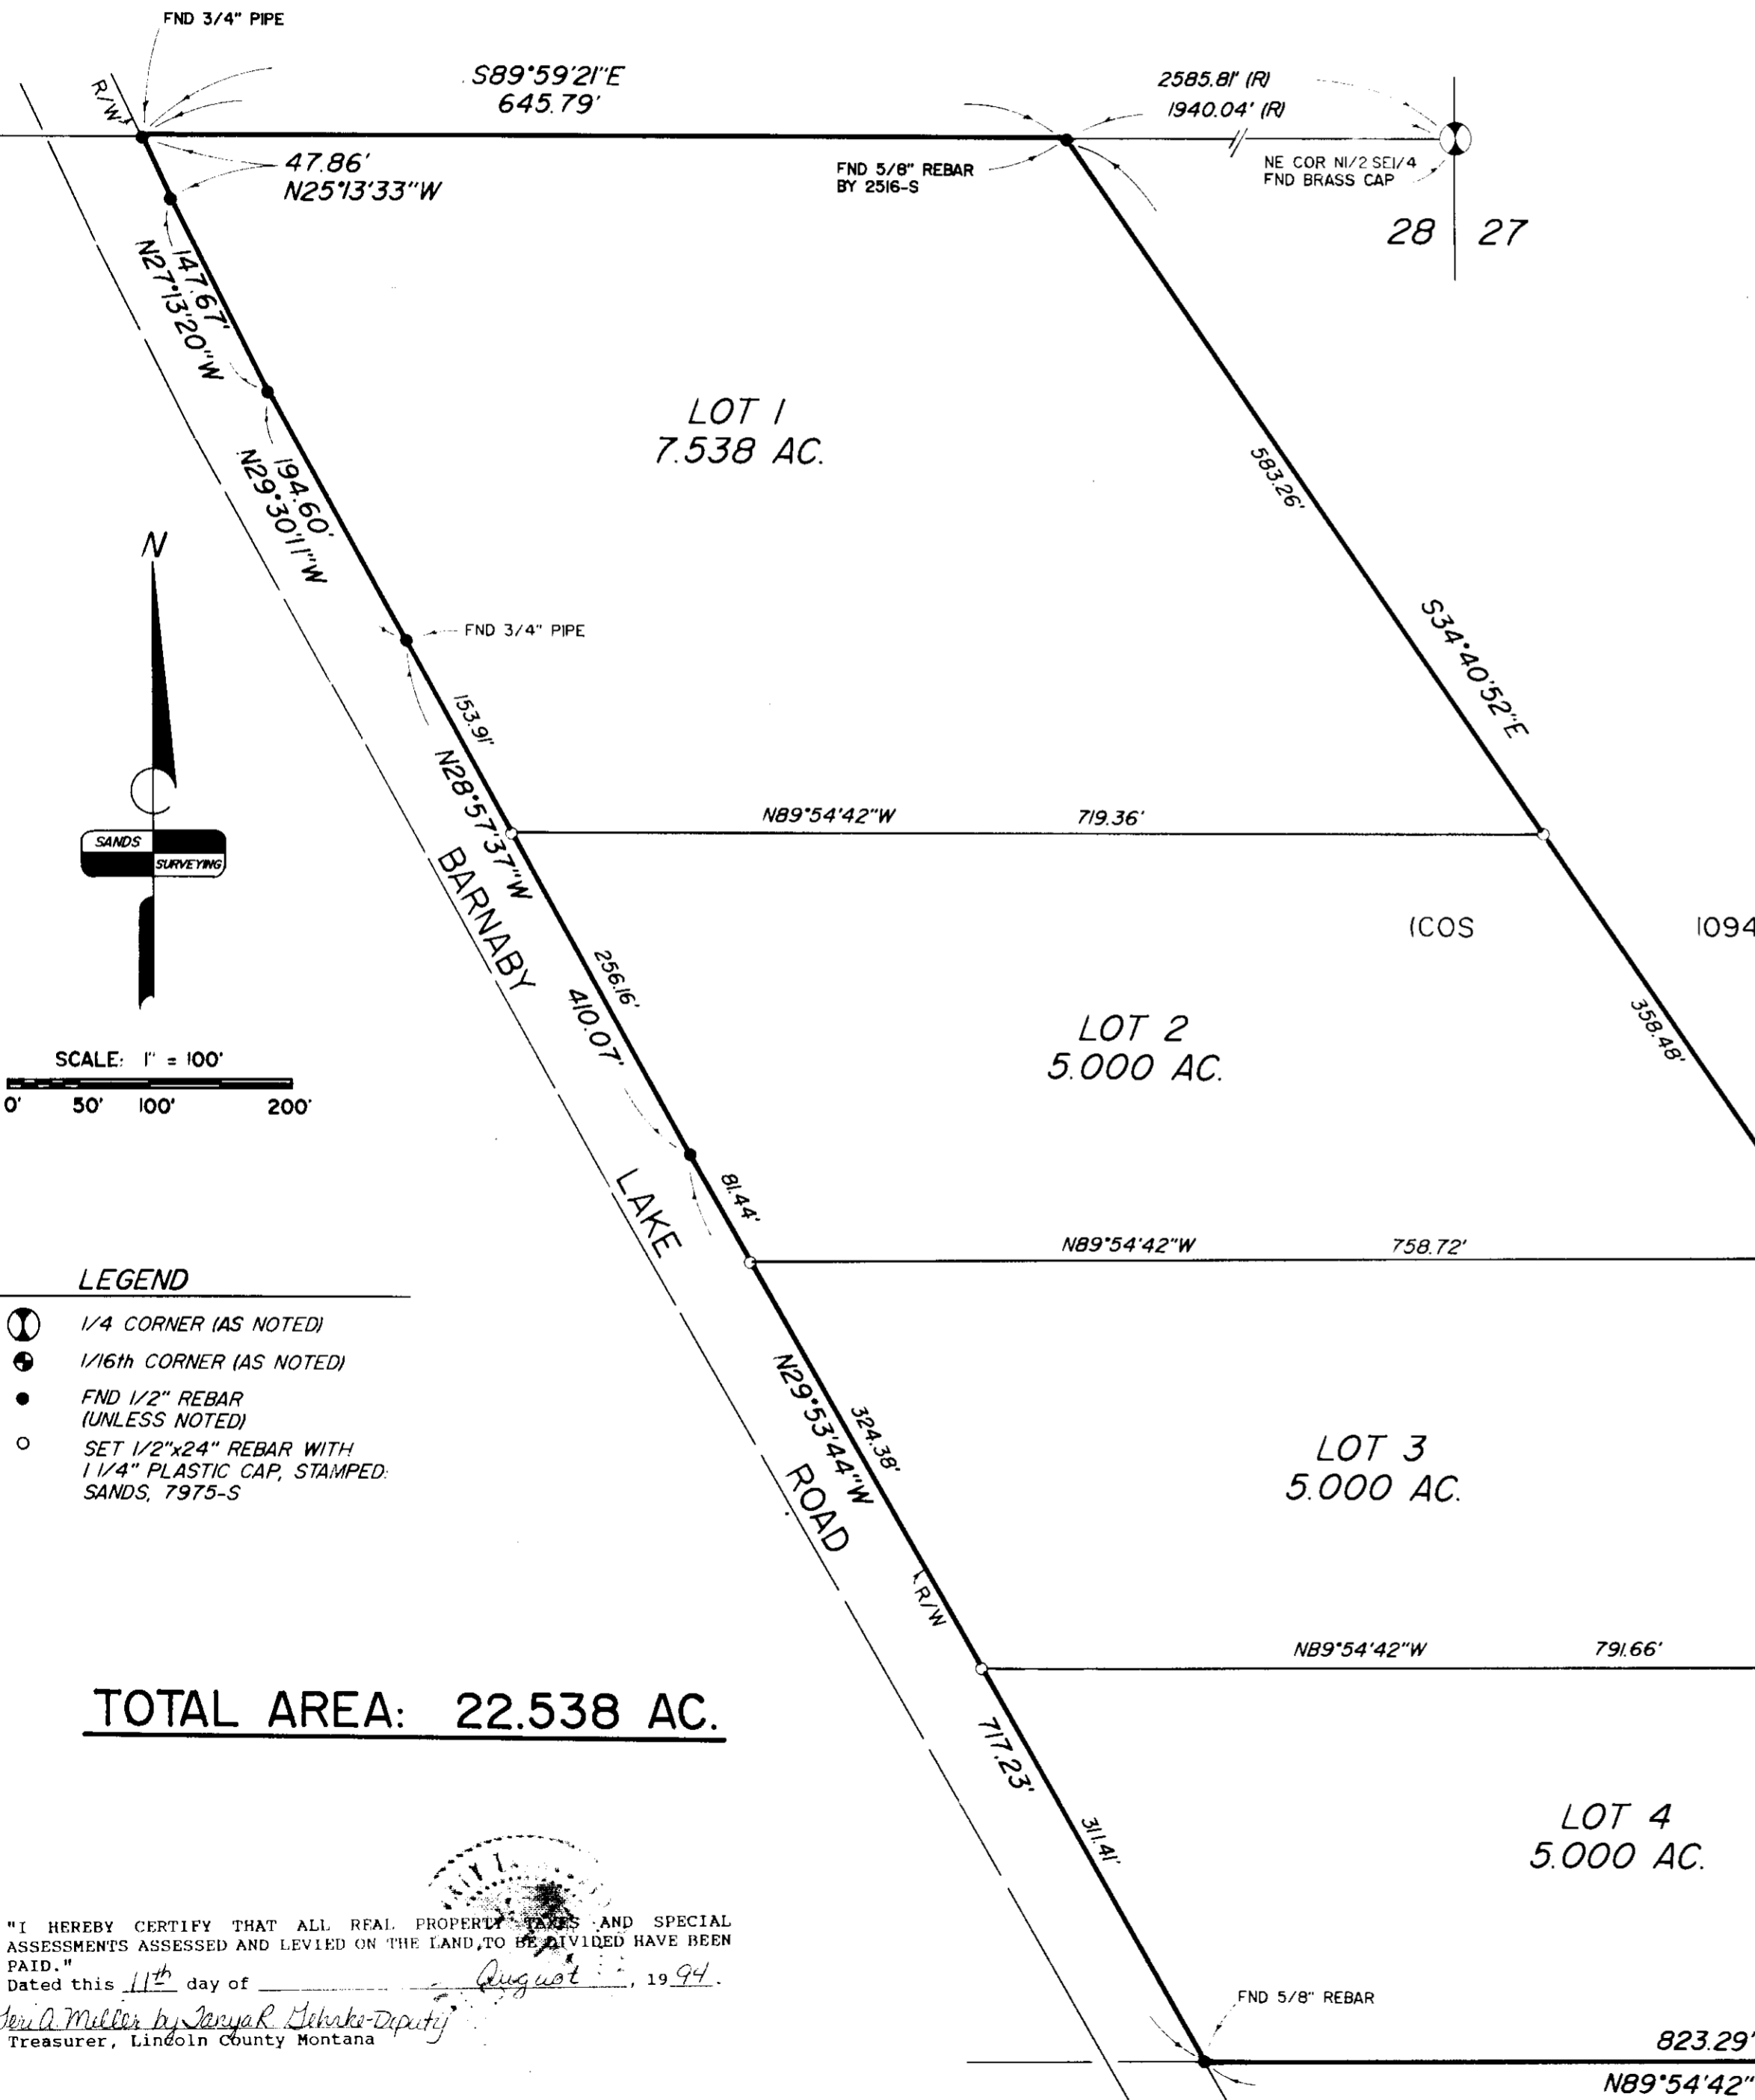 FND 3/4" PIPE
R/W
S89°59'21"E
645.79'
2585.81' (R)
1940.04' (R)
47.86'
N25°13'33"W
FND 5/8" REBAR
BY 2516-S
NE COR N1/2 SE1/4
FND BRASS CAP
28 27
147.67'
N27°13'20"W
LOT 1
7.538 AC.
194.60'
N29°30'11"W
583.26'
N
FND 3/4" PIPE
S34°40'52"E
153.91'
N28°57'37"W
N89°54'42"W 719.36'
SANDS
SURVEYING
BARNABY
(COS 1094
256.16'
410.07'
LOT 2
5.000 AC.
358.48'
SCALE: 1" = 100'
0' 50' 100' 200'
81.44'
LAKE
N89°54'42"W 758.72'
LEGEND
1/4 CORNER (AS NOTED)
1/16th CORNER (AS NOTED)
FND 1/2" REBAR
(UNLESS NOTED)
SET 1/2"x24" REBAR WITH
1 1/4" PLASTIC CAP, STAMPED:
SANDS, 7975-S
N29°53'44"W
324.38'
LOT 3
5.000 AC.
ROAD
R/W
N89°54'42"W 791.66'
TOTAL AREA: 22.538 AC.
717.23'
311.41'
LOT 4
5.000 AC.
"I HEREBY CERTIFY THAT ALL REAL PROPERTY TAXES AND SPECIAL
ASSESSMENTS ASSESSED AND LEVIED ON THE LAND TO BE DIVIDED HAVE BEEN
PAID."
Dated this 11th day of August, 1994.
Teri A. Miller by Tanya R. Gehrke-Deputy
Treasurer, Lincoln County Montana
FND 5/8" REBAR
823.29'
N89°54'42"